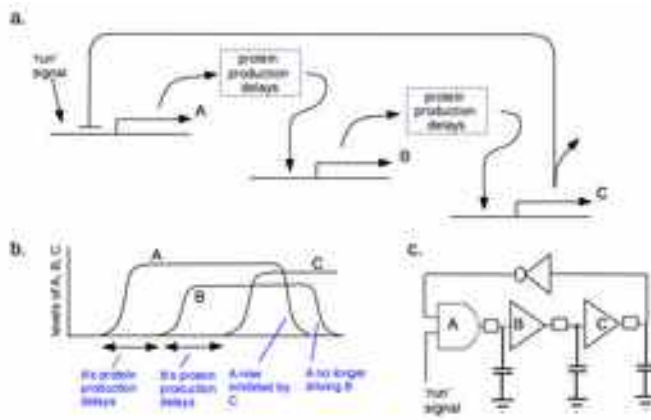 a.
'run'
signal
A
protein
production
delays
B
protein
production
delays
C
b.
levels of A, B, C
A
B
C
protein
production
delays
B's protein
production
delays
A now
inhibited by
C
A no longer
driving B
c.
A
B
C
'run'
signal